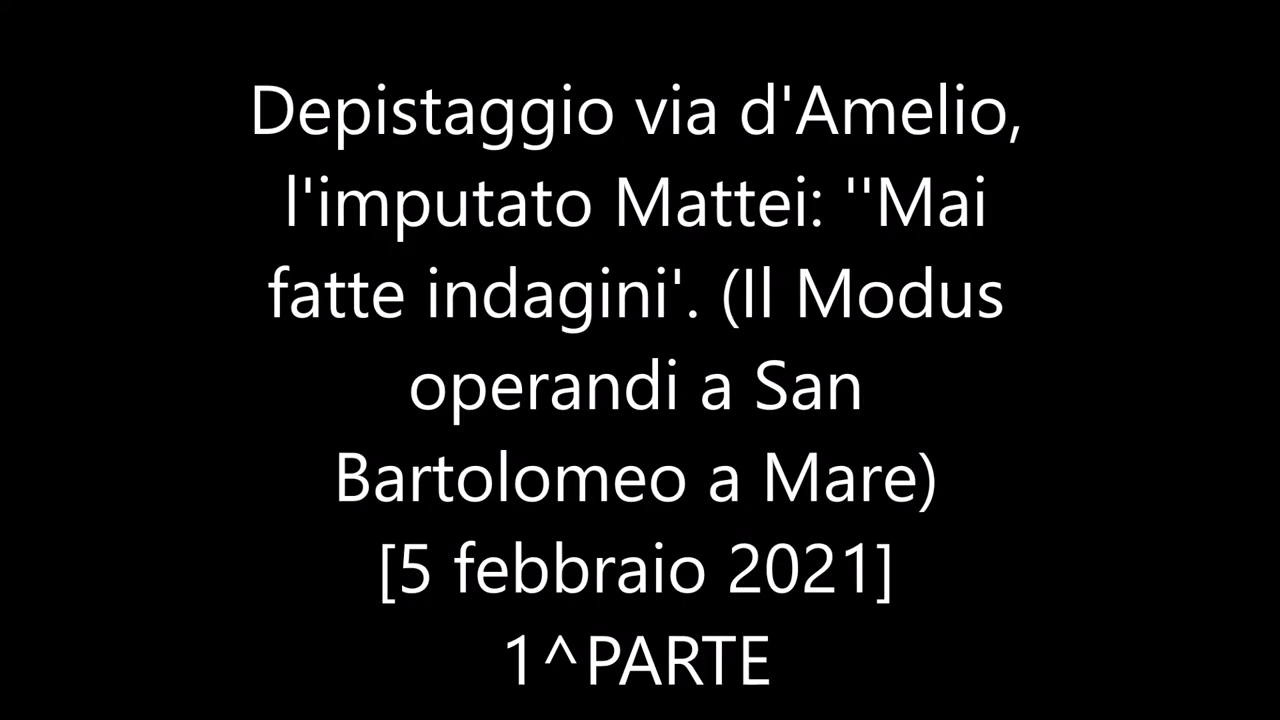 Depistaggio via d'Amelio,
l'imputato Mattei: ''Mai
fatte indagini'. (Il Modus
operandi a San
Bartolomeo a Mare)
[5 febbraio 2021]
1^PARTE